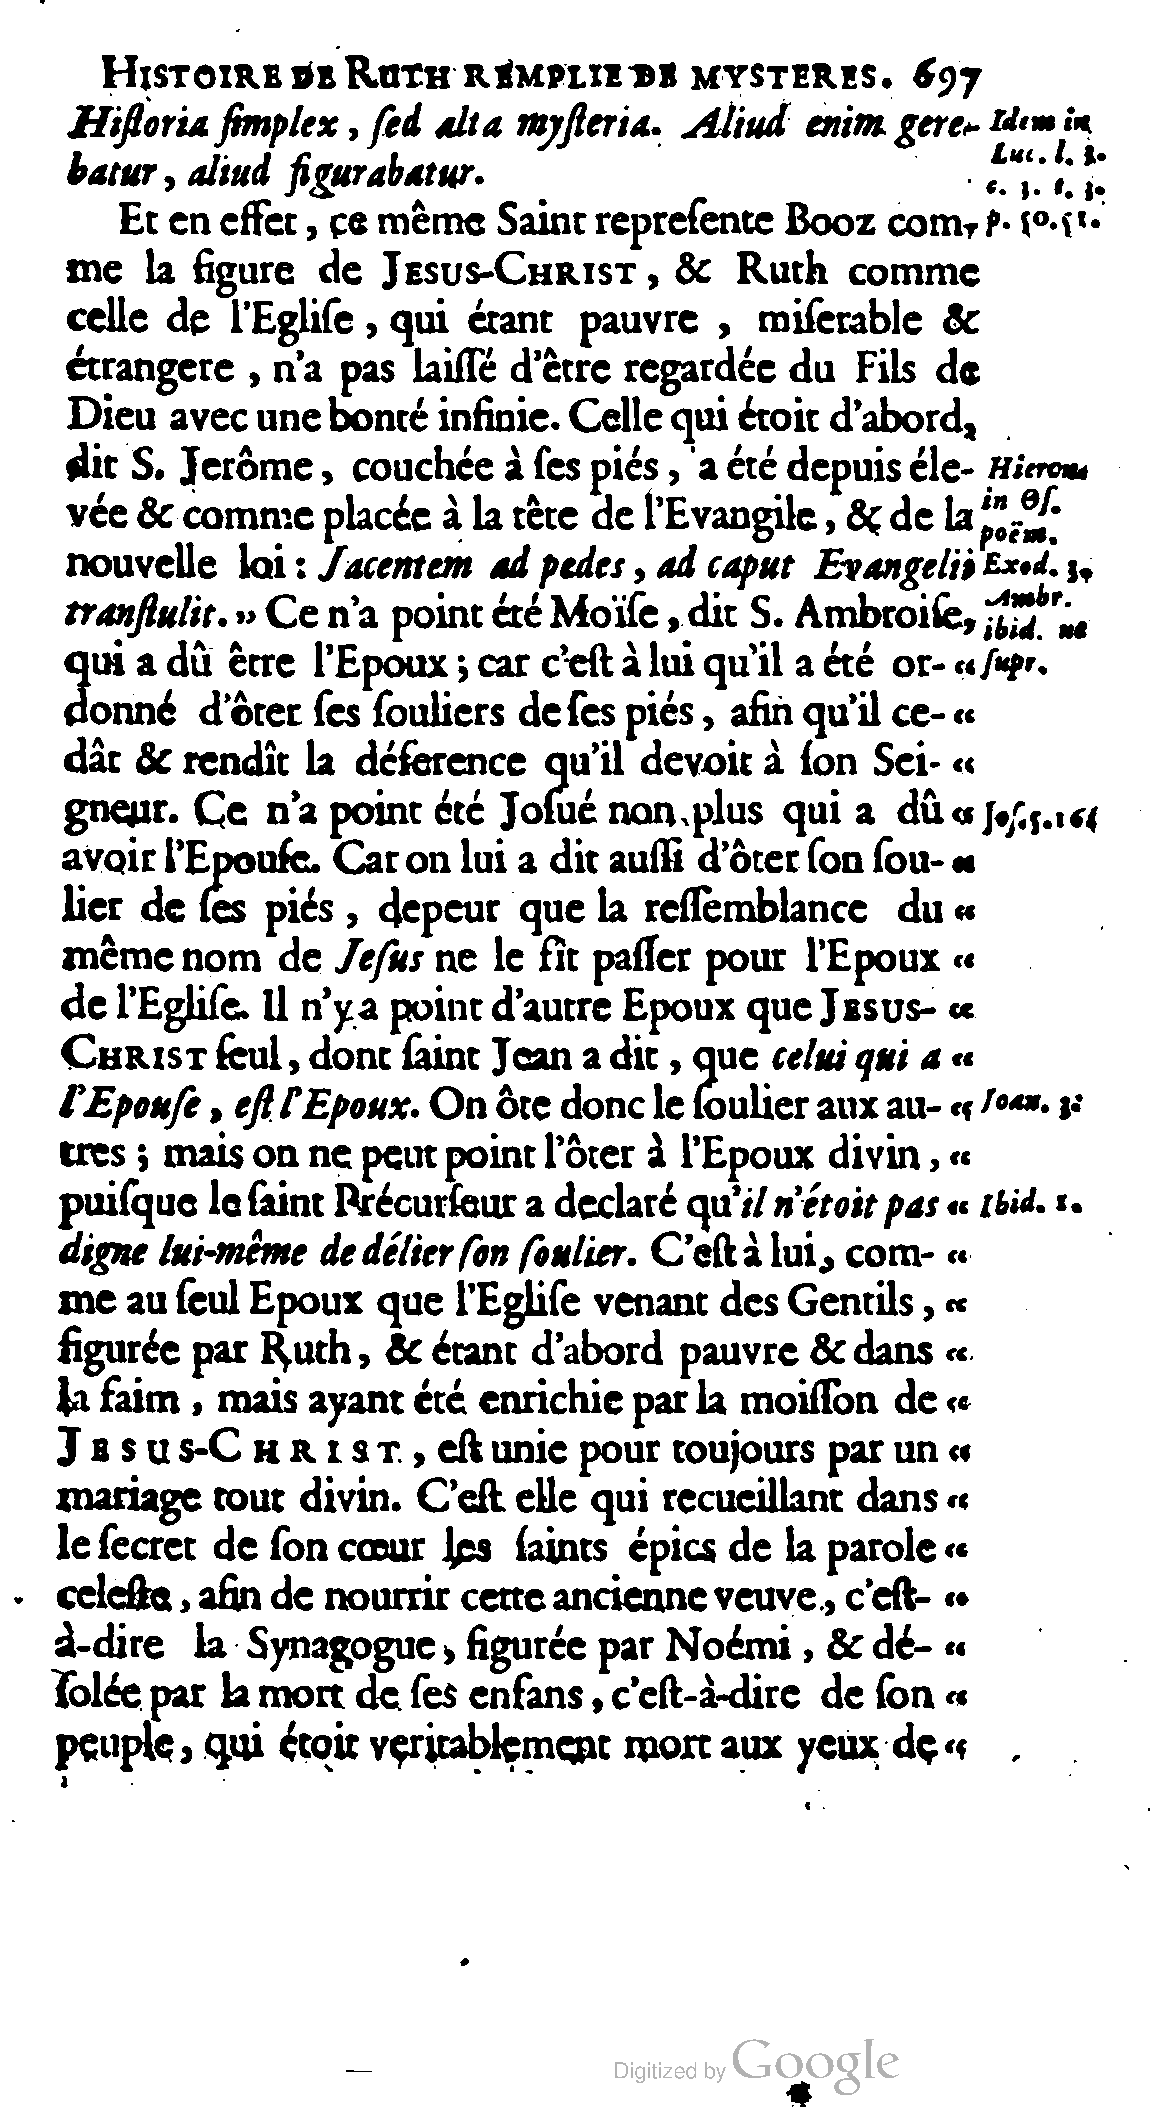 HISTOIRE DE RUTH REMPLIE DE MYSTERES. 697
Hiſtoria ſimplex, ſed alta myſteria. Aliud enim gere-
batur, aliud figurabatur.
Idem in
Luc. l. 3.
p. 50. 51.
Et en effet, ce même Saint repreſente Booz com-
me la figure de JESUS-CHRIST, & Ruth comme
celle de l'Egliſe, qui étant pauvre, miſerable &
étrangere, n'a pas laiſſé d'être regardée du Fils de
Dieu avec une bonté infinie. Celle qui étoit d'abord,
dit S. Jerôme, couchée à ſes piés, a été depuis éle-
vée & comme placée à la tête de l'Evangile, & de la
nouvelle loi : Jacentem ad pedes, ad caput Evangelii
tranſtulit. „ Ce n'a point été Moïſe, dit S. Ambroiſe,
Hieron
in Oſ.
poëm.
Exod. 3.
Ambr.
ibid. ut
ſupr.
qui a dû être l'Epoux ; car c'eſt à lui qu'il a été or- “
donné d'ôter ſes ſouliers de ſes piés, afin qu'il ce- “
dât & rendît la déference qu'il devoit à ſon Sei- “
gneur. Ce n'a point été Joſué non plus qui a dû “
Joſ. 5. 16
avoir l'Epouſe. Car on lui a dit auſſi d'ôter ſon ſou- “
lier de ſes piés, depeur que la reſſemblance du “
même nom de Jeſus ne le fît paſſer pour l'Epoux “
de l'Egliſe. Il n'y a point d'autre Epoux que JESUS- “
CHRIST ſeul, dont ſaint Jean a dit, que celui qui a “
l'Epouſe, eſt l'Epoux. On ôte donc le ſoulier aux au- “
Joan. 3.
tres ; mais on ne peut point l'ôter à l'Epoux divin, “
puiſque le ſaint Précurſeur a declaré qu'il n'étoit pas “
Ibid. 1.
digne lui-même de délier ſon ſoulier. C'eſt à lui, com- “
me au ſeul Epoux que l'Egliſe venant des Gentils, “
figurée par Ruth, & étant d'abord pauvre & dans “
la faim, mais ayant été enrichie par la moiſſon de “
JESUS-CHRIST, eſt unie pour toujours par un “
mariage tout divin. C'eſt elle qui recueillant dans “
le ſecret de ſon cœur les ſaints épics de la parole “
celeſte, afin de nourrir cette ancienne veuve, c'eſt- “
à-dire la Synagogue, figurée par Noémi, & dé- “
ſolée par la mort de ſes enfans, c'eſt-à-dire de ſon “
peuple, qui étoit veritablement mort aux yeux de “
Digitized by Google